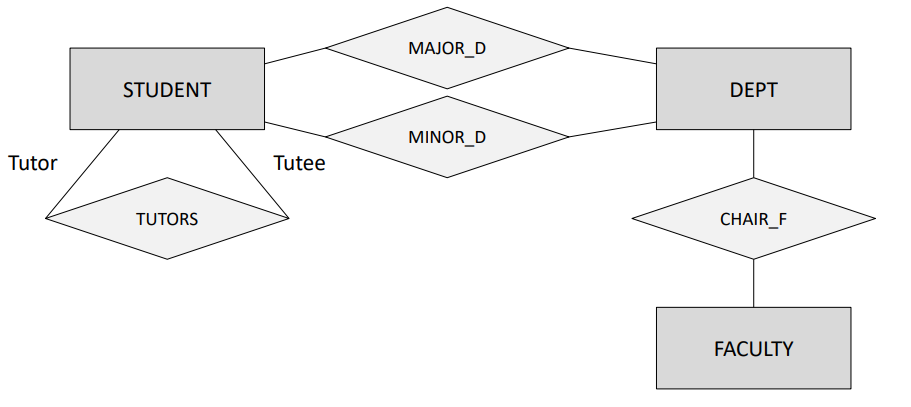 MAJOR_D
STUDENT
DEPT
MINOR_D
Tutor
Tutee
TUTORS
CHAIR_F
FACULTY